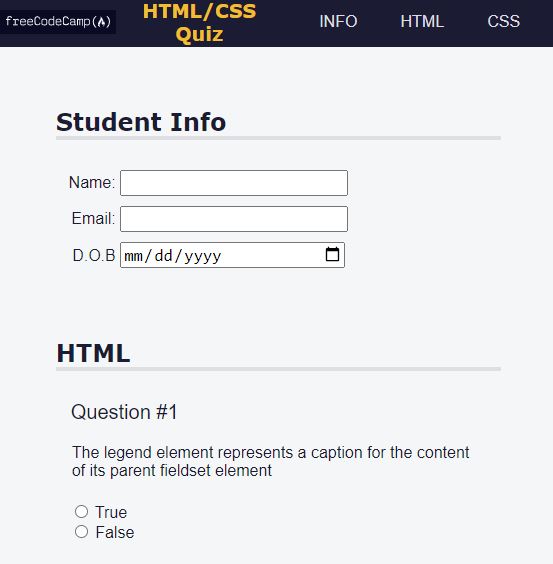 freeCodeCamp(🔥)
HTML/CSS
Quiz
INFO
HTML
CSS
Student Info
Name:
Email:
D.O.B
mm/dd/yyyy
HTML
Question #1
The legend element represents a caption for the content
of its parent fieldset element
True
False